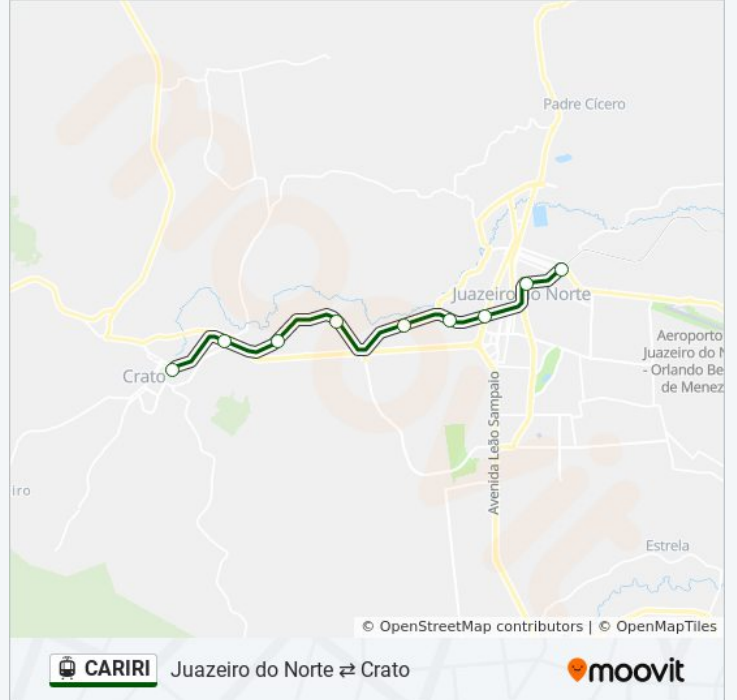 Padre Cícero
Juazeiro do Norte
Aeroporto
Juazeiro do N
- Orlando Be
de Menez
Crato
Avenida Leão Sampaio
iro
Estrela
© OpenStreetMap contributors | © OpenMapTiles
CARIRI Juazeiro do Norte ⇄ Crato
moovit